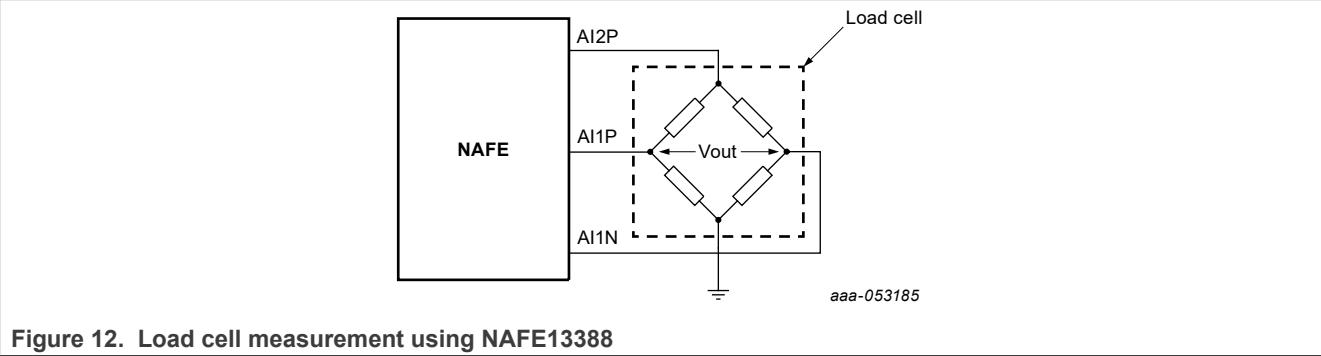 Load cell
AI2P
AI1P
NAFE
Vout
AI1N
aaa-053185
Figure 12. Load cell measurement using NAFE13388